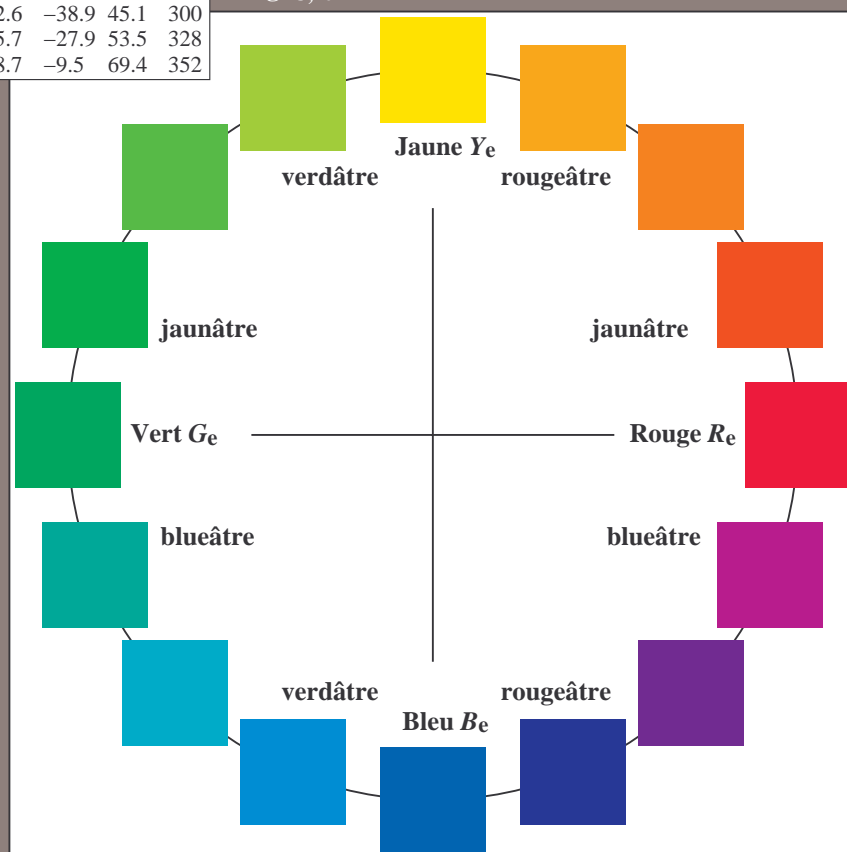 −38.9 45.1 300
−27.9 53.5 328
−9.5 69.4 352
Jaune Ye
verdâtre rougeâtre
jaunâtre jaunâtre
Vert Ge Rouge Re
blueâtre blueâtre
verdâtre rougeâtre
Bleu Be